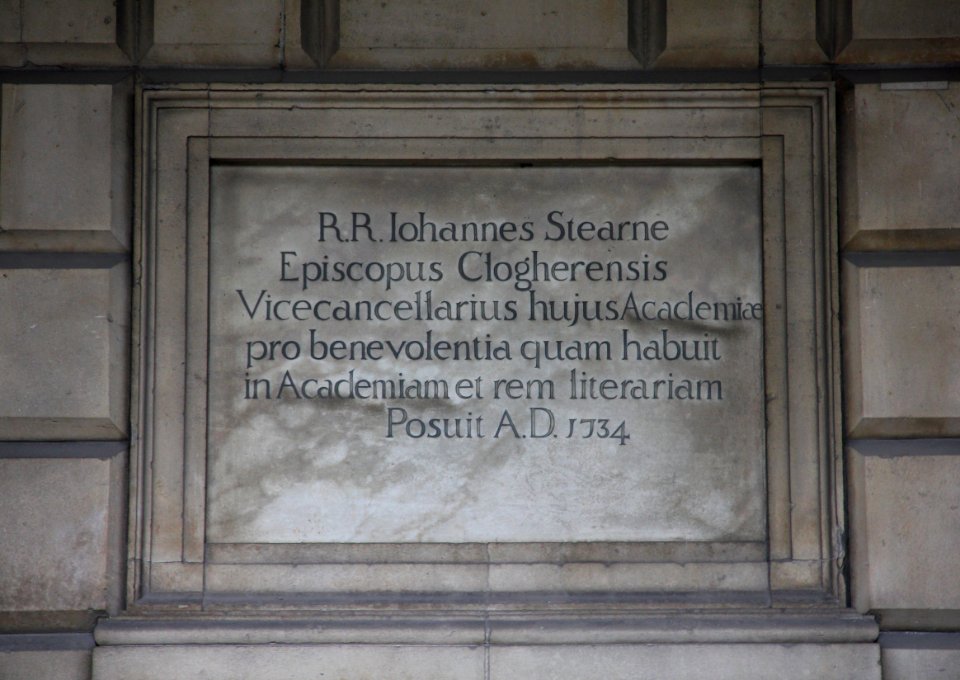 R.R. Iohannes Stearne
Episcopus Clogherensis
Vicecancellarius hujus Academiæ
pro benevolentia quam habuit
in Academiam et rem literariam
Posuit A.D. 1734